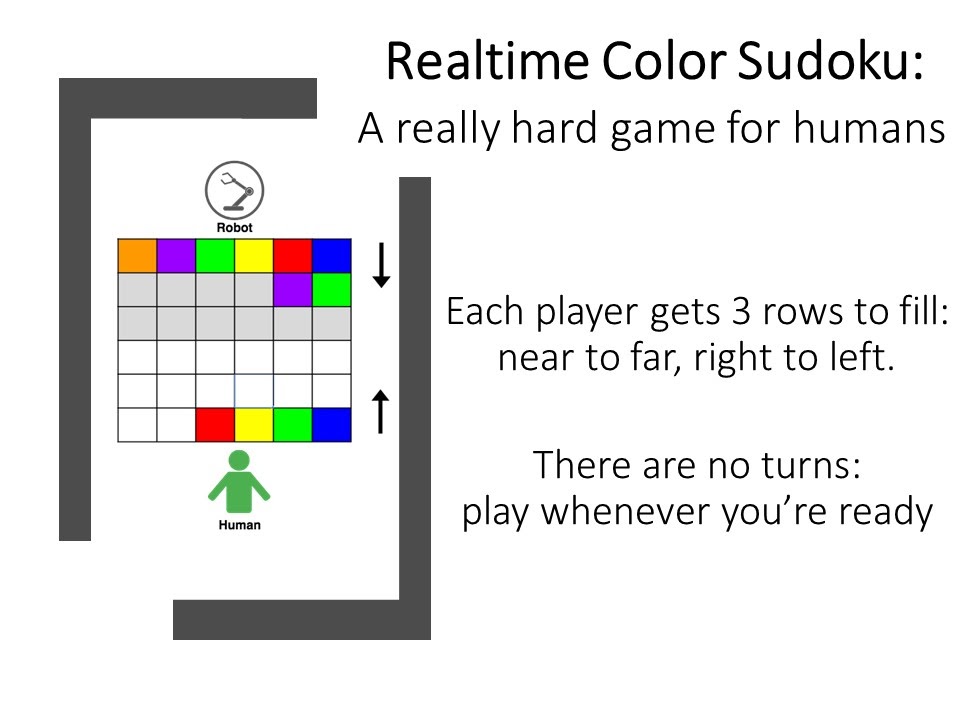 Realtime Color Sudoku:
A really hard game for humans
Robot
Each player gets 3 rows to fill:
near to far, right to left.
There are no turns:
play whenever you’re ready
Human